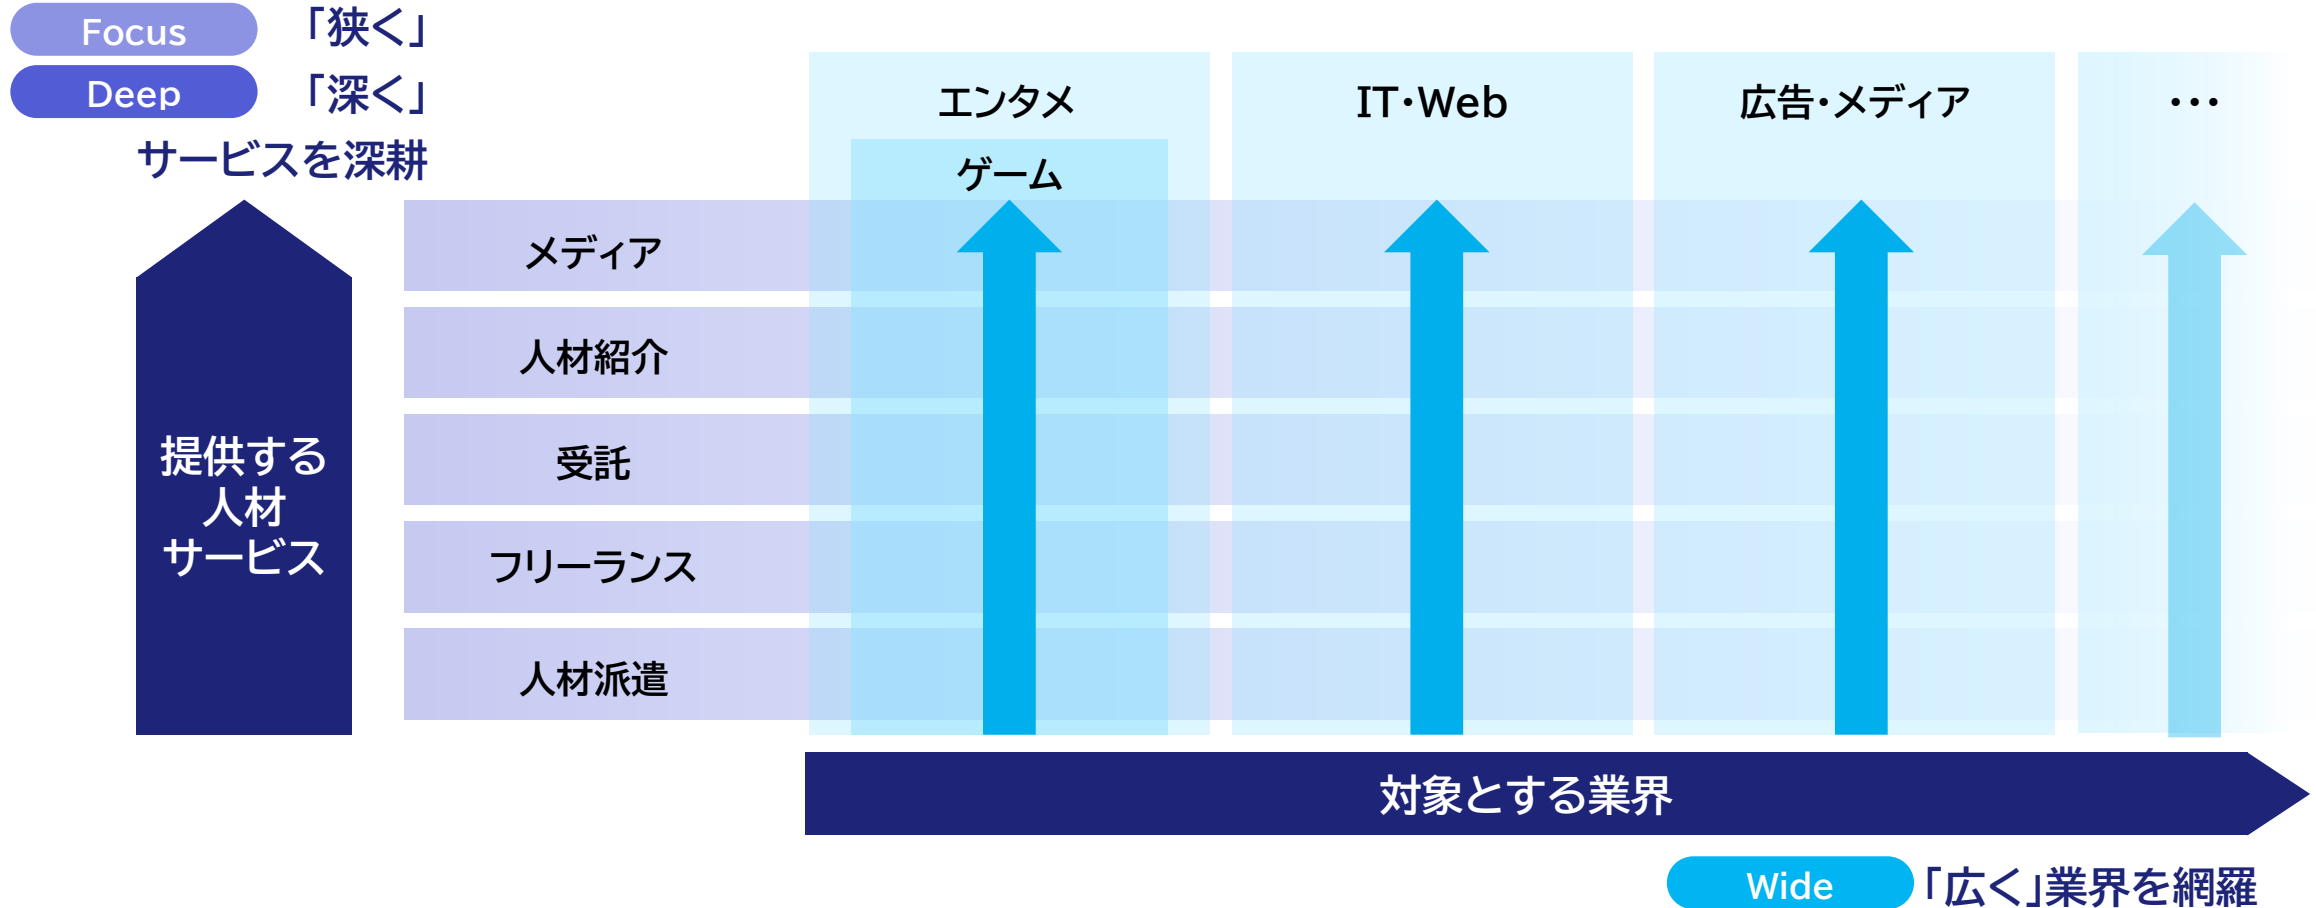 Focus 「狭く」
Deep 「深く」
サービスを深耕
エンタメ
IT・Web
広告・メディア
・・・
ゲーム
メディア
人材紹介
受託
フリーランス
人材派遣
提供する
人材
サービス
対象とする業界
Wide 「広く」業界を網羅